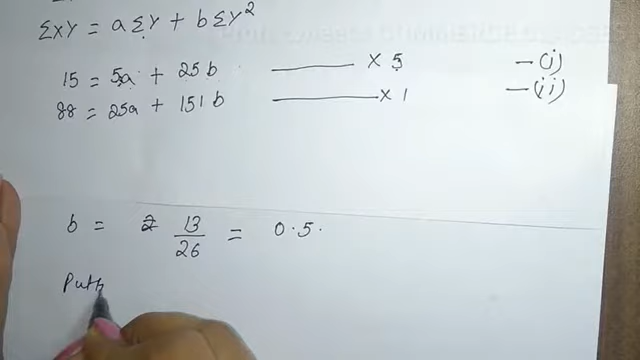 ΣXY = aΣY + bΣY²
15 = 5a + 25b ——— × 5 — (i)
88 = 25a + 151b ——— × 1 — (ii)
b = 13/26 = 0.5.
Putt